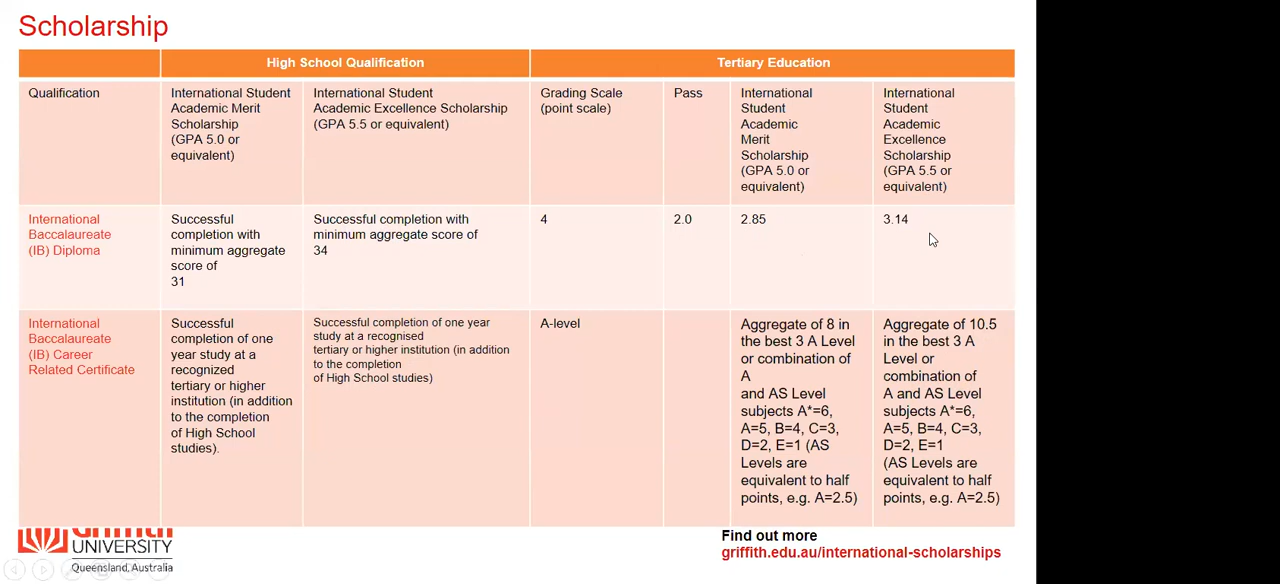 Scholarship
High School Qualification
Tertiary Education
Qualification
International Student
Academic Merit
Scholarship
(GPA 5.0 or
equivalent)
International Student
Academic Excellence Scholarship
(GPA 5.5 or equivalent)
Grading Scale
(point scale)
Pass
International
Student
Academic
Merit
Scholarship
(GPA 5.0 or
equivalent)
International
Student
Academic
Excellence
Scholarship
(GPA 5.5 or
equivalent)
International
Baccalaureate
(IB) Diploma
Successful
completion with
minimum aggregate
score of
31
Successful completion with
minimum aggregate score of
34
4
2.0
2.85
3.14
International
Baccalaureate
(IB) Career
Related Certificate
Successful
completion of one
year study at a
recognized
tertiary or higher
institution (in addition
to the completion
of High School
studies).
Successful completion of one year
study at a recognised
tertiary or higher institution (in addition
to the completion
of High School studies)
A-level
Aggregate of 8 in
the best 3 A Level
or combination of
A
and AS Level
subjects A*=6,
A=5, B=4, C=3,
D=2, E=1 (AS
Levels are
equivalent to half
points, e.g. A=2.5)
Aggregate of 10.5
in the best 3 A
Level or
combination of
A and AS Level
subjects A*=6,
A=5, B=4, C=3,
D=2, E=1
(AS Levels are
equivalent to half
points, e.g. A=2.5)
Griffith
UNIVERSITY
Queensland, Australia
Find out more
griffith.edu.au/international-scholarships